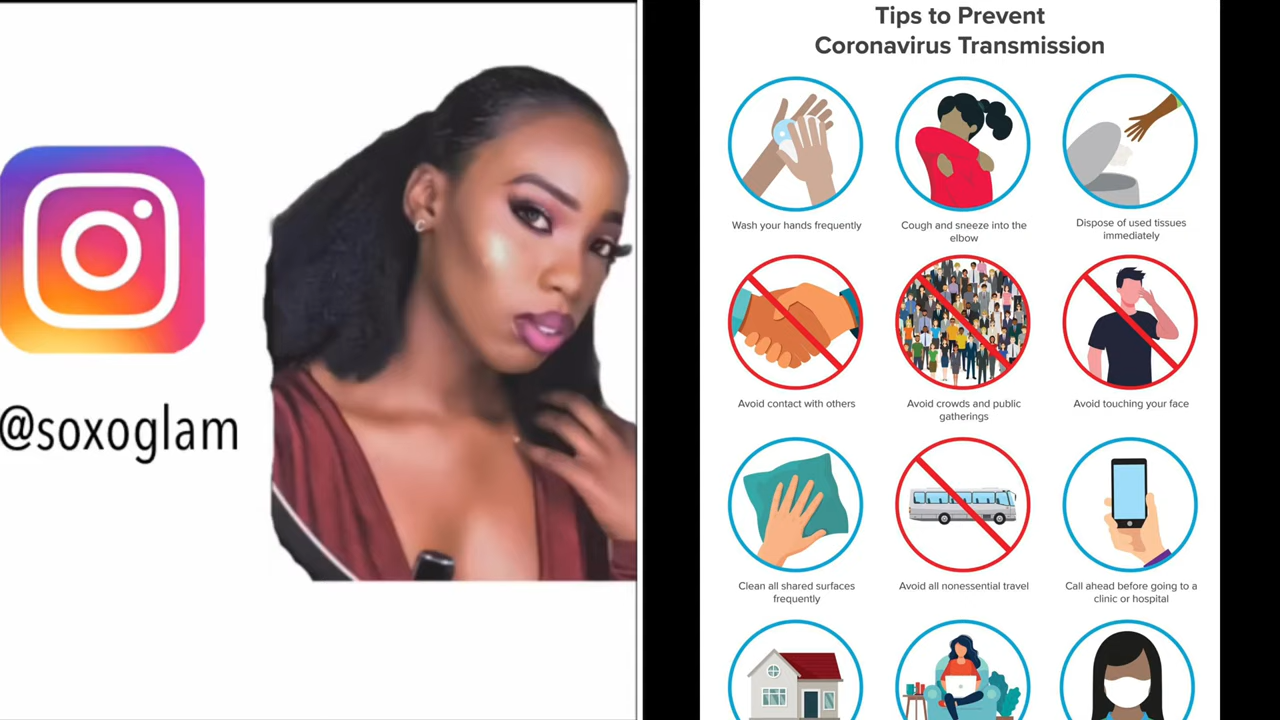 @soxoglam
Tips to Prevent
Coronavirus Transmission
Wash your hands frequently
Cough and sneeze into the
elbow
Dispose of used tissues
immediately
Avoid contact with others
Avoid crowds and public
gatherings
Avoid touching your face
Clean all shared surfaces
frequently
Avoid all nonessential travel
Call ahead before going to a
clinic or hospital